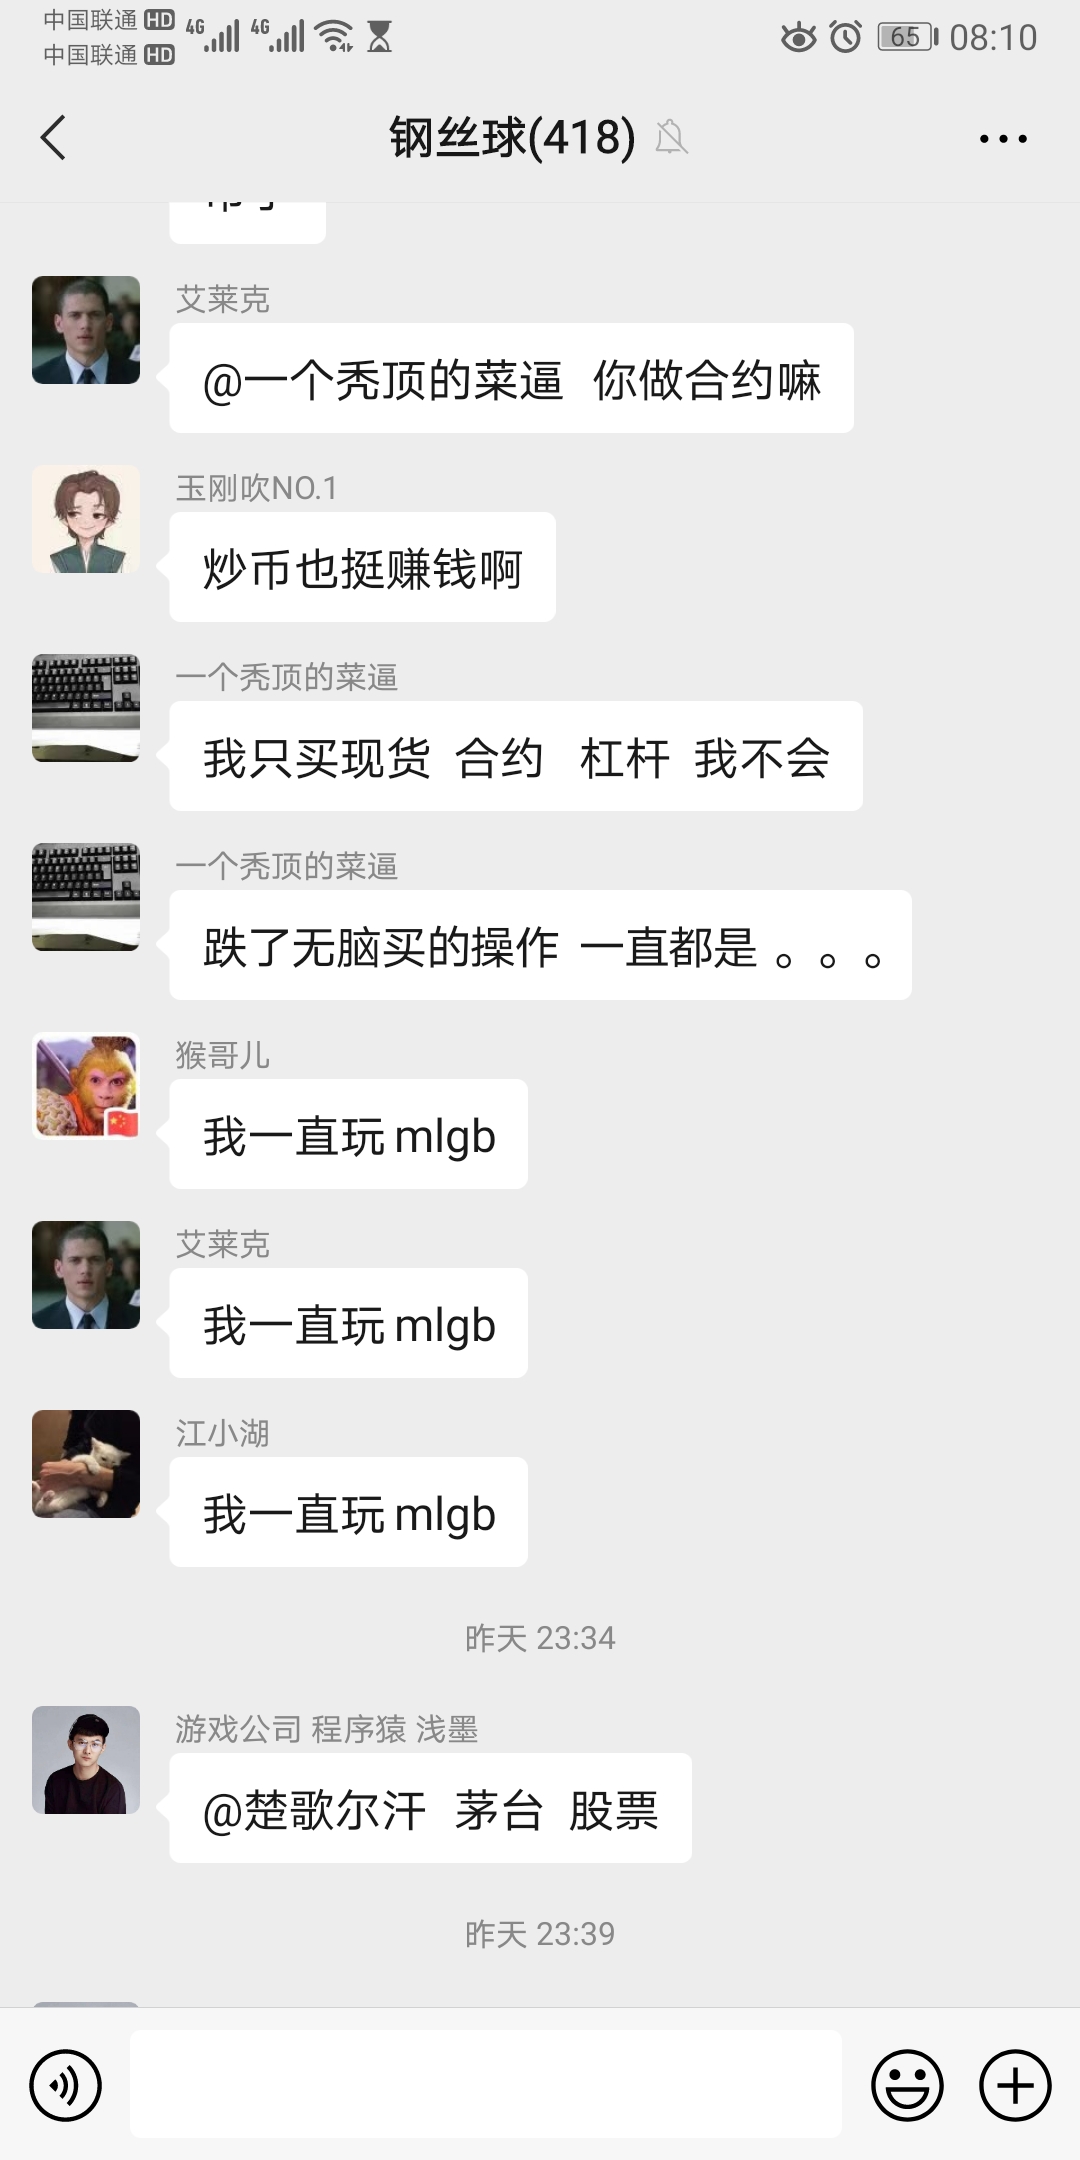 中国联通 HD 4G 4G 65 08:10
中国联通 HD
钢丝球(418)
艾莱克
@一个秃顶的菜逼 你做合约嘛
玉刚吹NO.1
炒币也挺赚钱啊
一个秃顶的菜逼
我只买现货 合约 杠杆 我不会
一个秃顶的菜逼
跌了无脑买的操作 一直都是 。。。
猴哥儿
我一直玩 mlgb
艾莱克
我一直玩 mlgb
江小湖
我一直玩 mlgb
昨天 23:34
游戏公司 程序猿 浅墨
@楚歌尔汗 茅台 股票
昨天 23:39